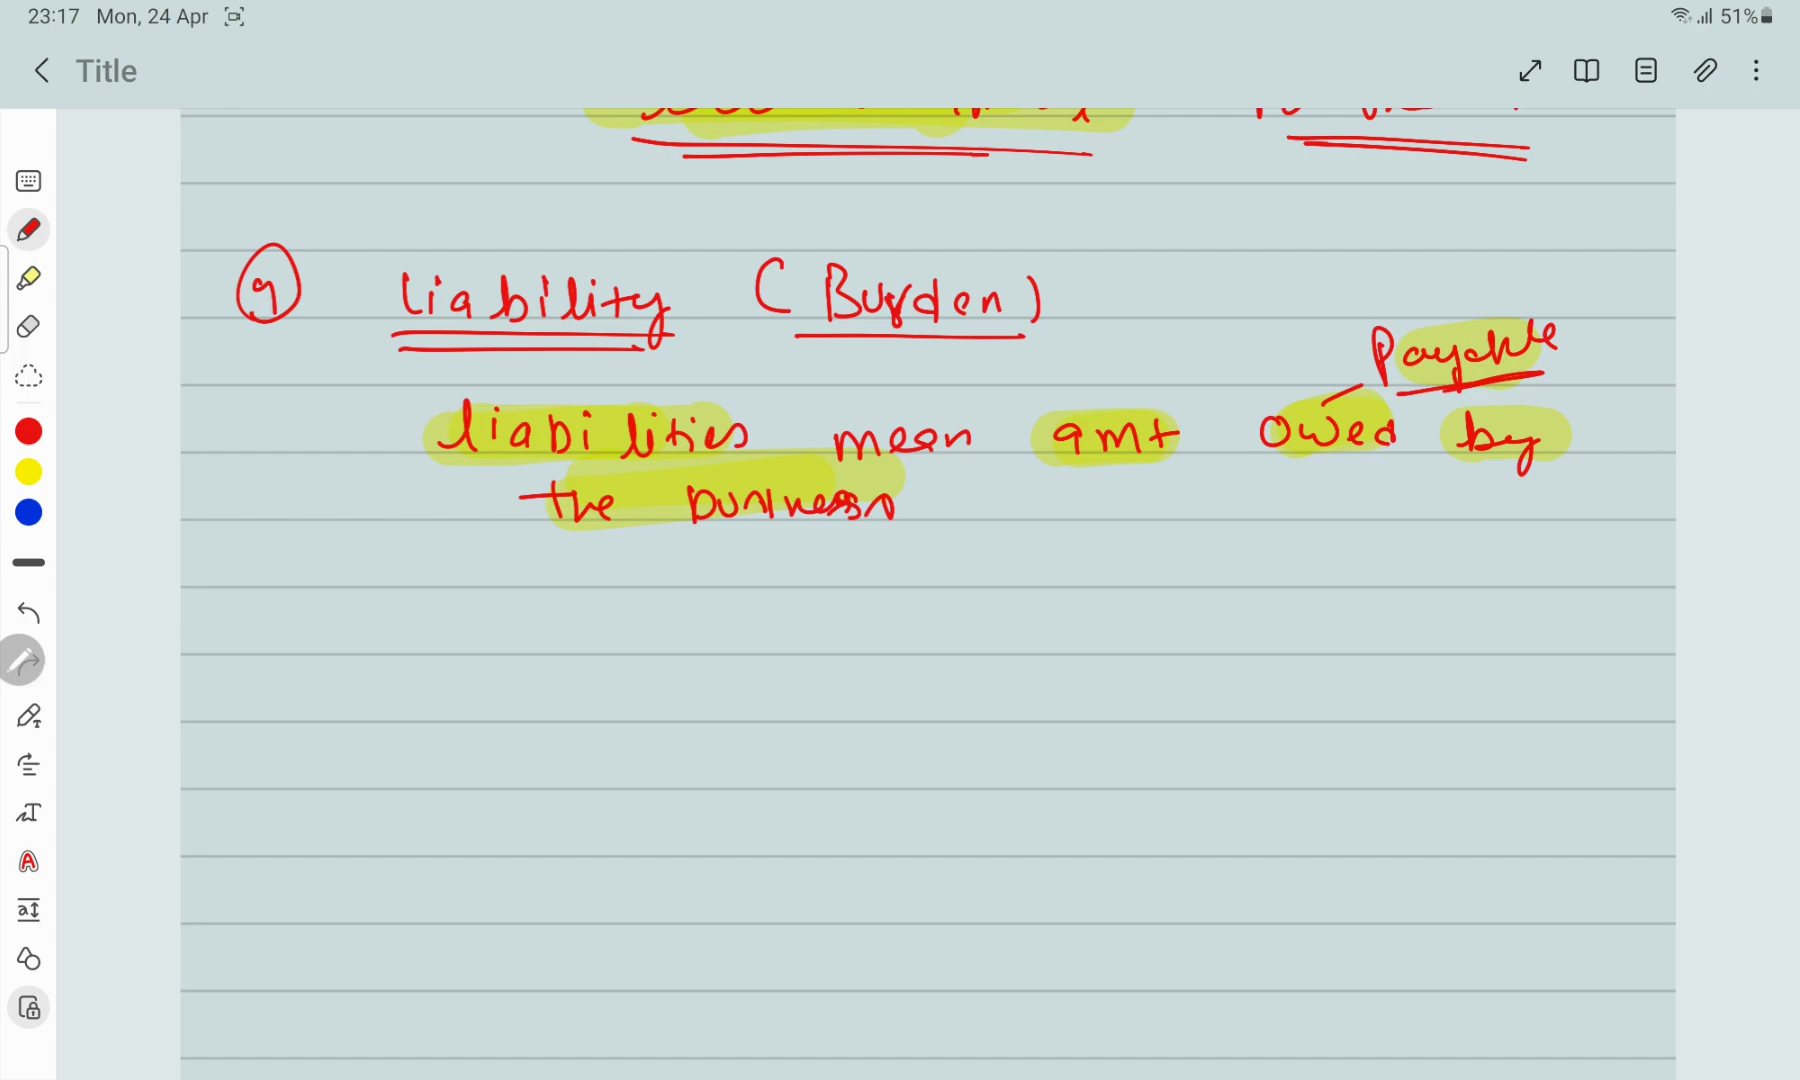 23:17 Mon, 24 Apr 51%
Title
9 Liability (Burden)
Payable
liabilities mean amt owed by
the business